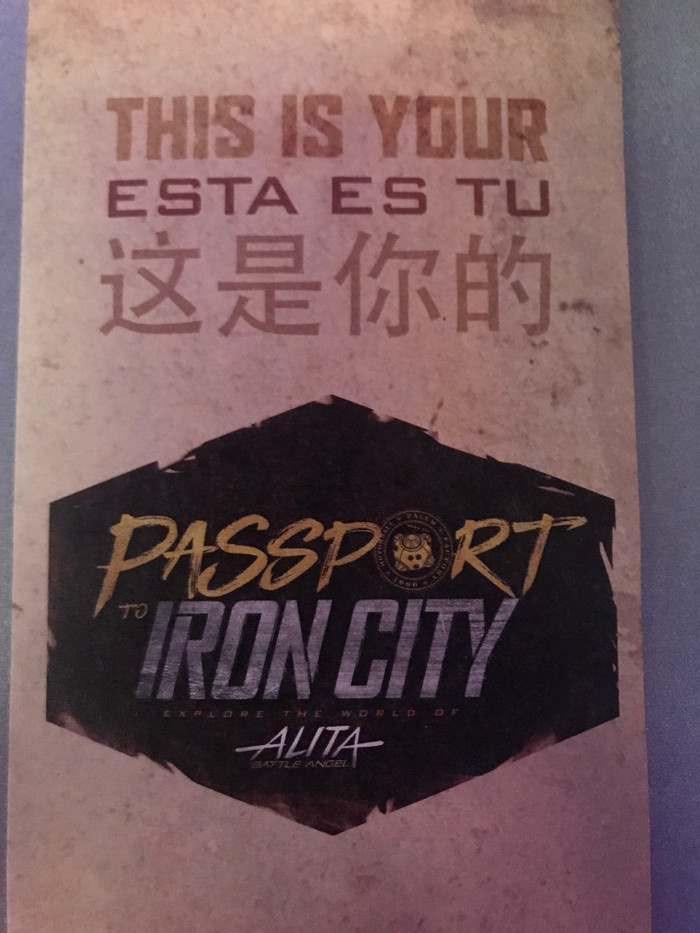 THIS IS YOUR
ESTA ES TU
这是你的
PASSPORT
TO
IRON CITY
EXPLORE THE WORLD OF
ALITA
BATTLE ANGEL